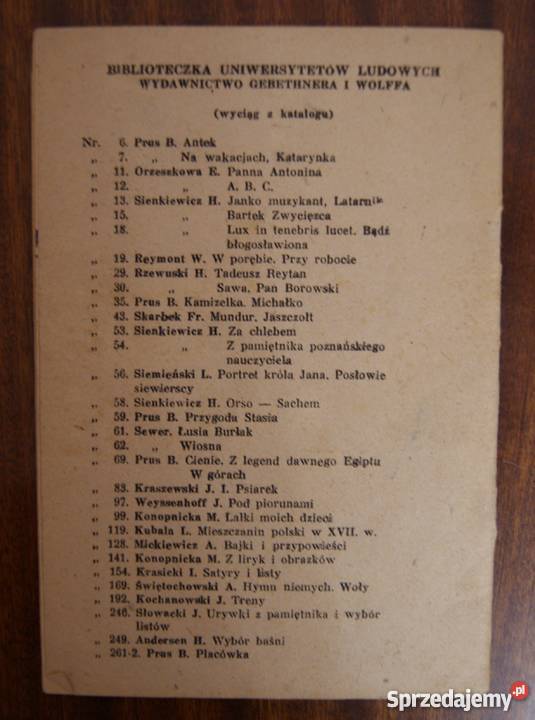 BIBLIOTECZKA UNIWERSYTETÓW LUDOWYCH
WYDAWNICTWO GEBETHNERA I WOLFFA
(wyciąg z katalogu)
Nr. 6. Prus B. Antek
„ 7. „ Na wakacjach, Katarynka
„ 11. Orzeszkowa E. Panna Antonina
„ 12. „ A. B. C.
„ 13. Sienkiewicz H. Janko muzykant, Latarnik
„ 15. „ Bartek Zwycięzca
„ 18. „ Lux in tenebris lucet. Bądź
błogosławiona
„ 19. Reymont W. W porębie. Przy robocie
„ 29. Rzewuski H. Tadeusz Reytan
„ 30. „ Sawa. Pan Borowski
„ 35. Prus B. Kamizelka. Michałko
„ 43. Skarbek Fr. Mundur. Jaszczołt
„ 53. Sienkiewicz H. Za chlebem
„ 54. „ Z pamiętnika poznańskiego
nauczyciela
„ 56. Siemięński L. Portret króla Jana. Posłowie
siewierscy
„ 58. Sienkiewicz H. Orso — Sachem
„ 59. Prus B. Przygoda Stasia
„ 61. Sewer. Łusia Burlak
„ 62. „ Wiosna
„ 69. Prus B. Cienie. Z legend dawnego Egiptu
W górach
„ 83. Kraszewski J. I. Psiarek
„ 97. Weyssenhoff J. Pod piorunami
„ 99. Konopnicka M. Lalki moich dzieci
„ 119. Kubala L. Mieszczanin polski w XVII. w.
„ 128. Mickiewicz A. Bajki i przypowieści
„ 141. Konopnicka M. Z liryk i obrazków
„ 154. Krasicki I. Satyry i listy
„ 169. Świętochowski A. Hymn niemych. Woły
„ 192. Kochanowski J. Treny
„ 246. Słowacki J. Urywki z pamiętnika i wybór
listów
„ 249. Andersen H. Wybór baśni
„ 261-2. Prus B. Placówka
Sprzedajemy.pl